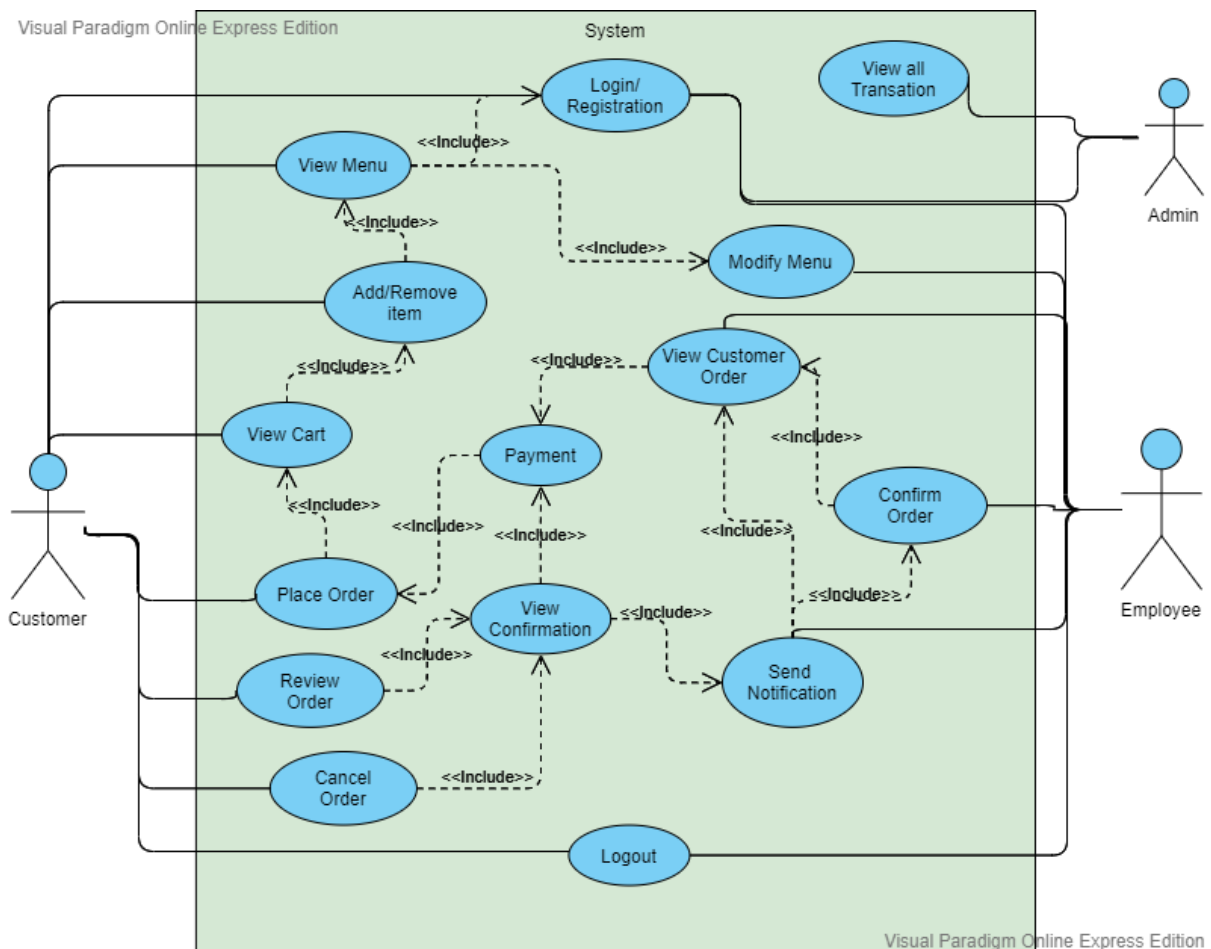 Visual Paradigm Online Express Edition
System
Login/
Registration
View all
Transation
<<Include>>
View Menu
Admin
<<Include>>
<<Include>>
Modify Menu
Add/Remove
item
<<Include>>
<<Include>>
View Customer
Order
View Cart
Payment
<<Include>>
<<Include>>
<<Include>>
<<Include>>
<<Include>>
Confirm
Order
Customer
Place Order
View
Confirmation
<<Include>>
Employee
<<Include>>
<<Include>>
Review
Order
Send
Notification
Cancel
Order
<<Include>>
Logout
Visual Paradigm Online Express Edition